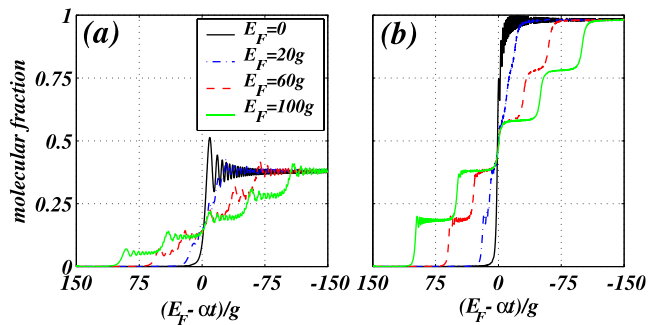 (a)
(b)
E_F=0
E_F=20g
E_F=60g
E_F=100g
molecular fraction
1
0.75
0.5
0.25
0
150 75 0 -75 -150
150 75 0 -75 -150
(E_F - αt)/g
(E_F - αt)/g